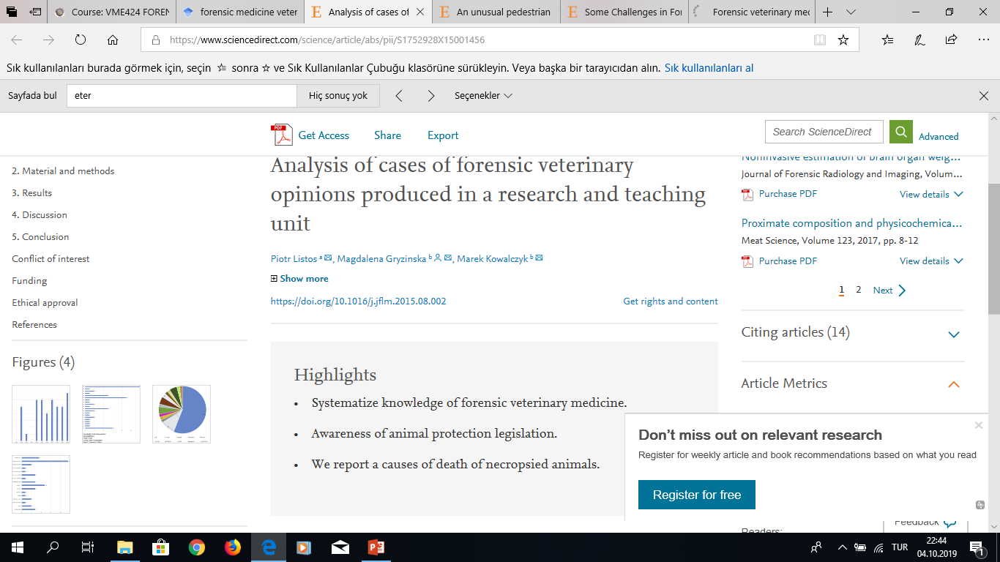 Course: VME424 FOREN
forensic medicine veter
Analysis of cases of
An unusual pedestrian
Some Challenges in For
Forensic veterinary med
https://www.sciencedirect.com/science/article/abs/pii/S1752928X15001456
Sık kullanılanları burada görmek için, seçin sonra ve Sık Kullanılanlar Çubuğu klasörüne sürükleyin. Veya başka bir tarayıcıdan alın. Sık kullanılanları al
Sayfada bul eter Hiç sonuç yok Seçenekler
PDF Get Access Share Export
Search ScienceDirect Advanced
2. Material and methods
3. Results
4. Discussion
5. Conclusion
Conflict of interest
Funding
Ethical approval
References
Figures (4)
Analysis of cases of forensic veterinary
opinions produced in a research and teaching
unit
Piotr Listos a, Magdalena Gryzinska b, Marek Kowalczyk b
Show more
https://doi.org/10.1016/j.jflm.2015.08.002 Get rights and content
Highlights
• Systematize knowledge of forensic veterinary medicine.
• Awareness of animal protection legislation.
• We report a causes of death of necropsied animals.
Noninvasive estimation of brain organ weig...
Journal of Forensic Radiology and Imaging, Volum...
Purchase PDF View details
Proximate composition and physicochemica...
Meat Science, Volume 123, 2017, pp. 8-12
Purchase PDF View details
1 2 Next
Citing articles (14)
Article Metrics
Don't miss out on relevant research
Register for weekly article and book recommendations based on what you read
Register for free
Readers:
Feedback
TUR
22:44
04.10.2019
1